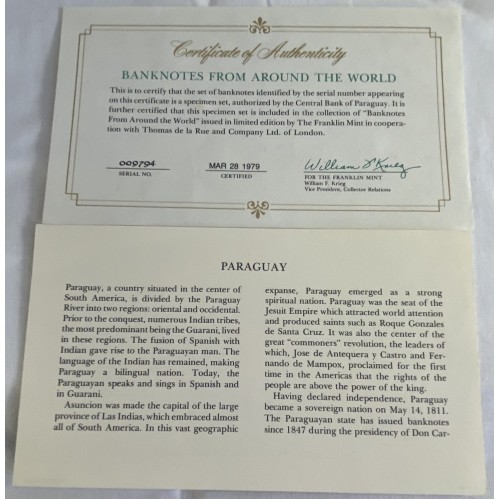 Certificate of Authenticity
BANKNOTES FROM AROUND THE WORLD
This is to certify that the set of banknotes identified by the serial number appearing
on this certificate is a specimen set, authorized by the Central Bank of Paraguay. It is
further certified that this specimen set is included in the collection of "Banknotes
From Around the World" issued in limited edition by The Franklin Mint in coopera-
tion with Thomas de la Rue and Company Ltd. of London.
009794
SERIAL NO.
MAR 28 1979
CERTIFIED
William F. Krieg
FOR THE FRANKLIN MINT
William F. Krieg
Vice President, Collector Relations
PARAGUAY
Paraguay, a country situated in the center of
South America, is divided by the Paraguay
River into two regions: oriental and occidental.
Prior to the conquest, numerous Indian tribes,
the most predominant being the Guarani, lived
in these regions. The fusion of Spanish with
Indian gave rise to the Paraguayan man. The
language of the Indian has remained, making
Paraguay a bilingual nation. Today, the
Paraguayan speaks and sings in Spanish and
in Guarani.
Asuncion was made the capital of the large
province of Las Indias, which embraced almost
all of South America. In this vast geographic
expanse, Paraguay emerged as a strong
spiritual nation. Paraguay was the seat of the
Jesuit Empire which attracted world attention
and produced saints such as Roque Gonzales
de Santa Cruz. It was also the center of the
great "commoners" revolution, the leaders of
which, Jose de Antequera y Castro and Fer-
nando de Mampox, proclaimed for the first
time in the Americas that the rights of the
people are above the power of the king.
Having declared independence, Paraguay
became a sovereign nation on May 14, 1811.
The Paraguayan state has issued banknotes
since 1847 during the presidency of Don Car-